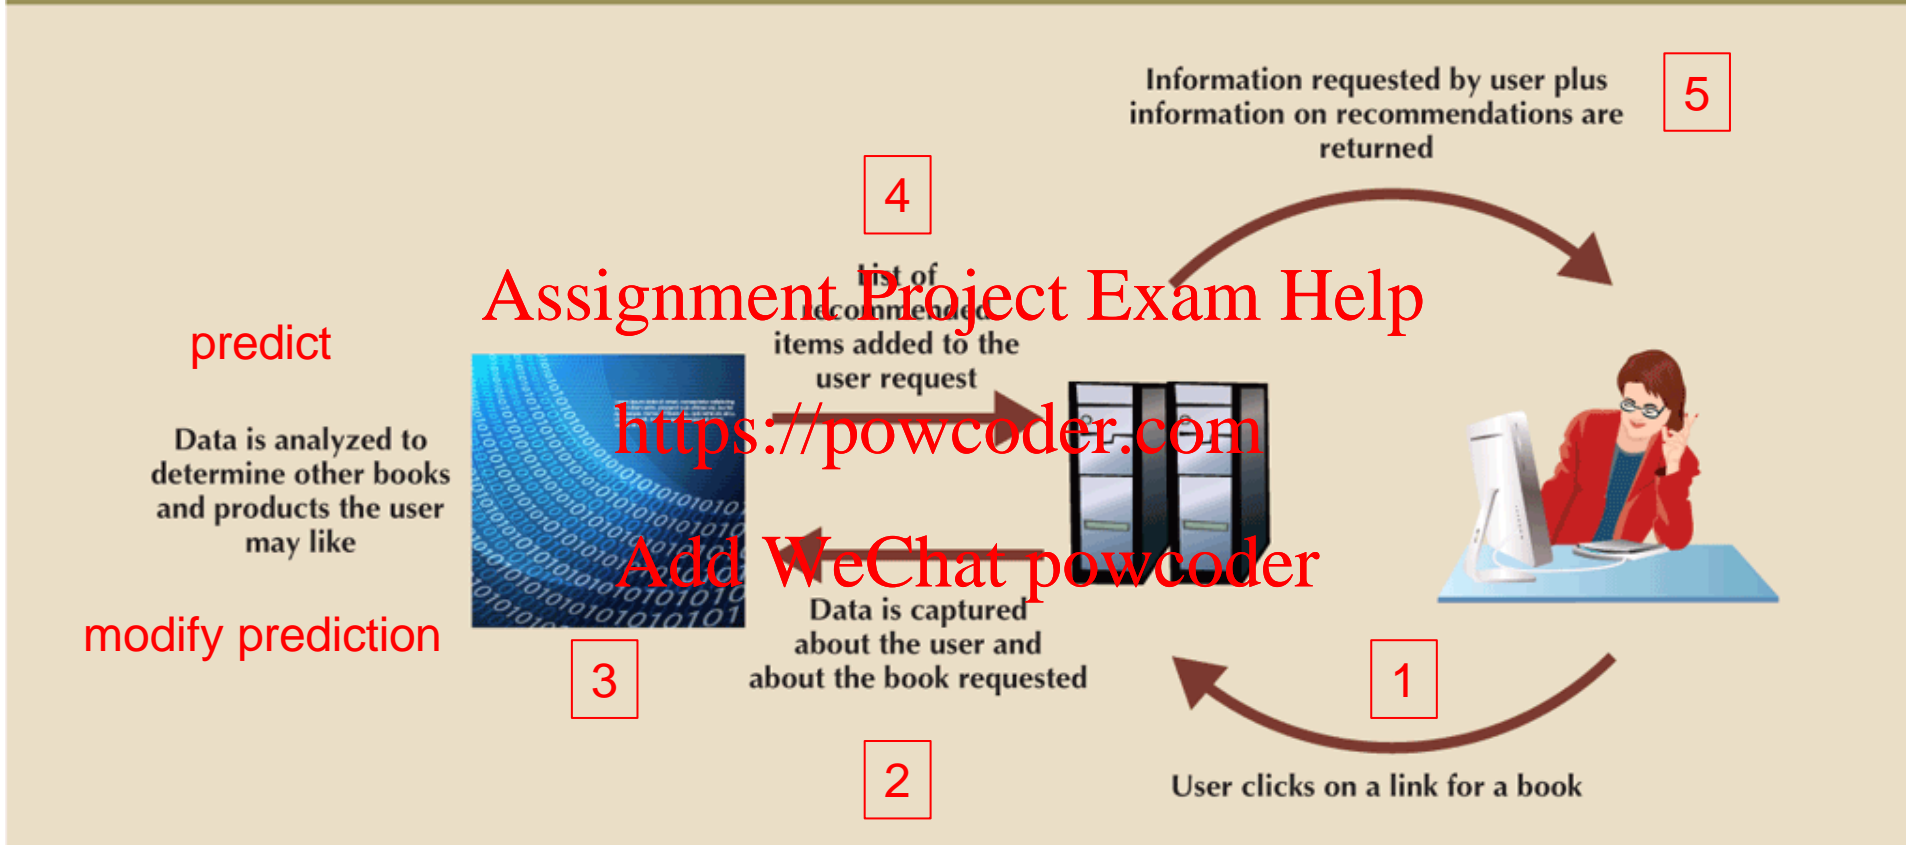 Information requested by user plus
information on recommendations are
returned
5
4
List of
recommended
items added to the
user request
Assignment Project Exam Help
predict
https://powcoder.com
Data is analyzed to
determine other books
and products the user
may like
Add WeChat powcoder
modify prediction
Data is captured
about the user and
about the book requested
3
1
2
User clicks on a link for a book